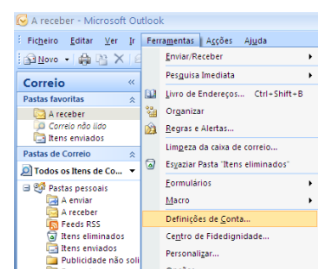 A receber - Microsoft Outlook
Ficheiro Editar Ver Ir Ferramentas Acções Ajuda
Novo
Enviar/Receber
Pesquisa Imediata
Livro de Endereços... Ctrl+Shift+B
Organizar
Regras e Alertas...
Limpeza da caixa de correio...
Esvaziar Pasta "Itens eliminados"
Formulários
Macro
Definições de Conta...
Centro de Fidedignidade...
Personalizar...
Correio «
Pastas favoritas
A receber
Correio não lido
Itens enviados
Pastas de Correio
Todos os Itens de Co...
Pastas pessoais
A enviar
A receber
Feeds RSS
Itens eliminados
Itens enviados
Publicidade não soli